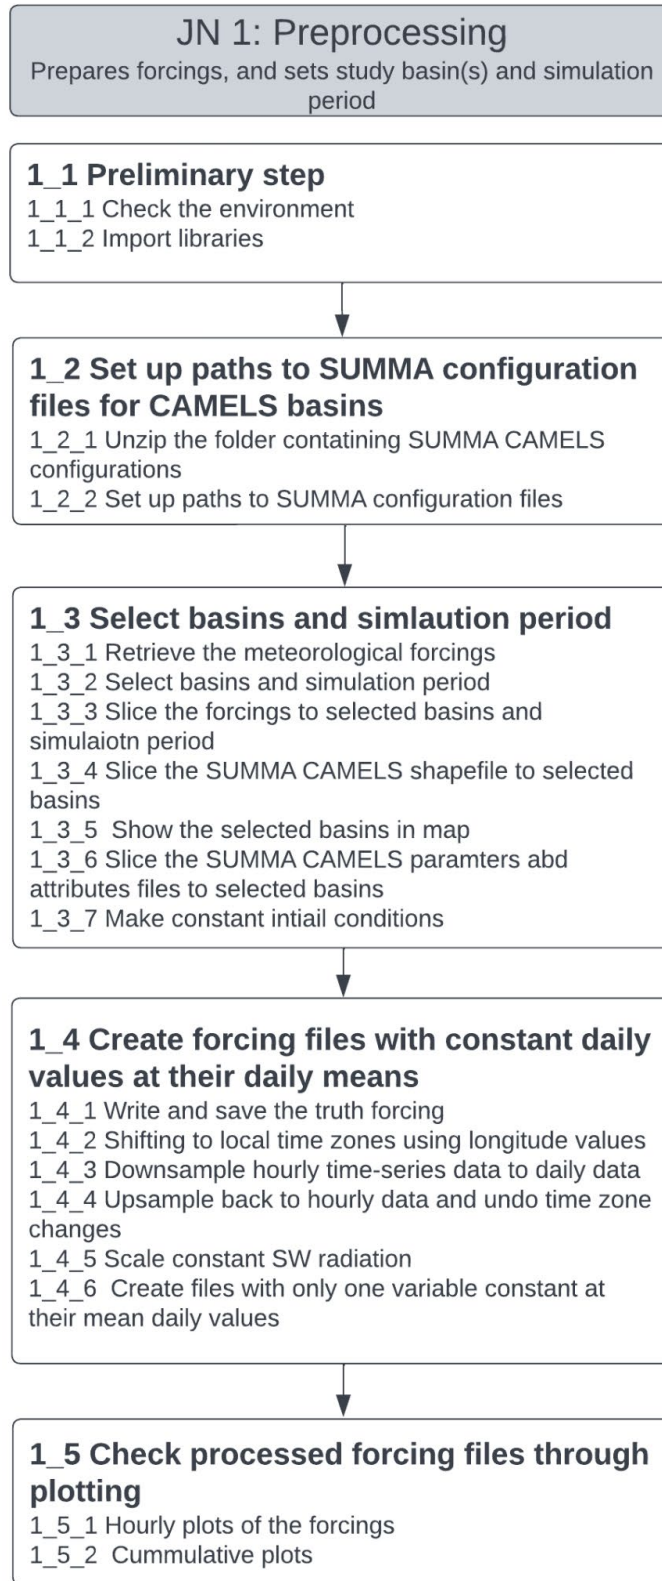 JN 1: Preprocessing
Prepares forcings, and sets study basin(s) and simulation
period
1_1 Preliminary step
1_1_1 Check the environment
1_1_2 Import libraries
1_2 Set up paths to SUMMA configuration
files for CAMELS basins
1_2_1 Unzip the folder contatining SUMMA CAMELS
configurations
1_2_2 Set up paths to SUMMA configuration files
1_3 Select basins and simlaution period
1_3_1 Retrieve the meteorological forcings
1_3_2 Select basins and simulation period
1_3_3 Slice the forcings to selected basins and
simulaiotn period
1_3_4 Slice the SUMMA CAMELS shapefile to selected
basins
1_3_5  Show the selected basins in map
1_3_6 Slice the SUMMA CAMELS paramters abd
attributes files to selected basins
1_3_7 Make constant intiail conditions
1_4 Create forcing files with constant daily
values at their daily means
1_4_1 Write and save the truth forcing
1_4_2 Shifting to local time zones using longitude values
1_4_3 Downsample hourly time-series data to daily data
1_4_4 Upsample back to hourly data and undo time zone
changes
1_4_5 Scale constant SW radiation
1_4_6  Create files with only one variable constant at
their mean daily values
1_5 Check processed forcing files through
plotting
1_5_1 Hourly plots of the forcings
1_5_2  Cummulative plots